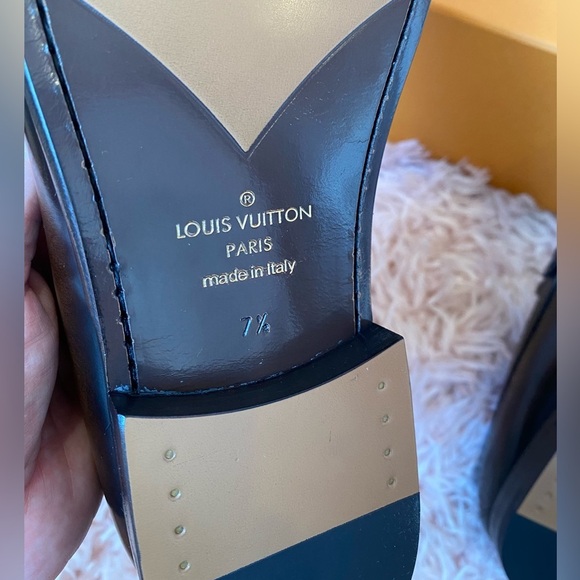 ®
LOUIS VUITTON
PARIS
made in Italy
7½